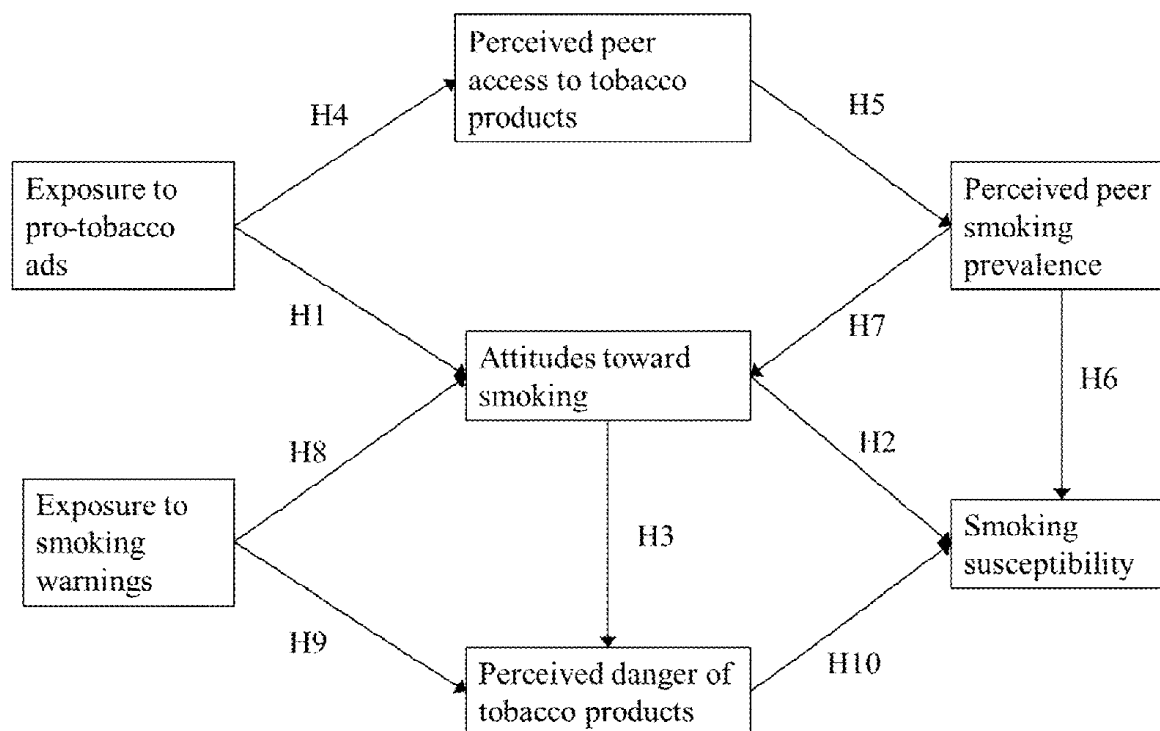 Perceived peer
access to tobacco
products
H4
H5
Exposure to
pro-tobacco
ads
Perceived peer
smoking
prevalence
H1
H7
Attitudes toward
smoking
H6
H8
H2
Exposure to
smoking
warnings
H3
Smoking
susceptibility
H9
H10
Perceived danger of
tobacco products